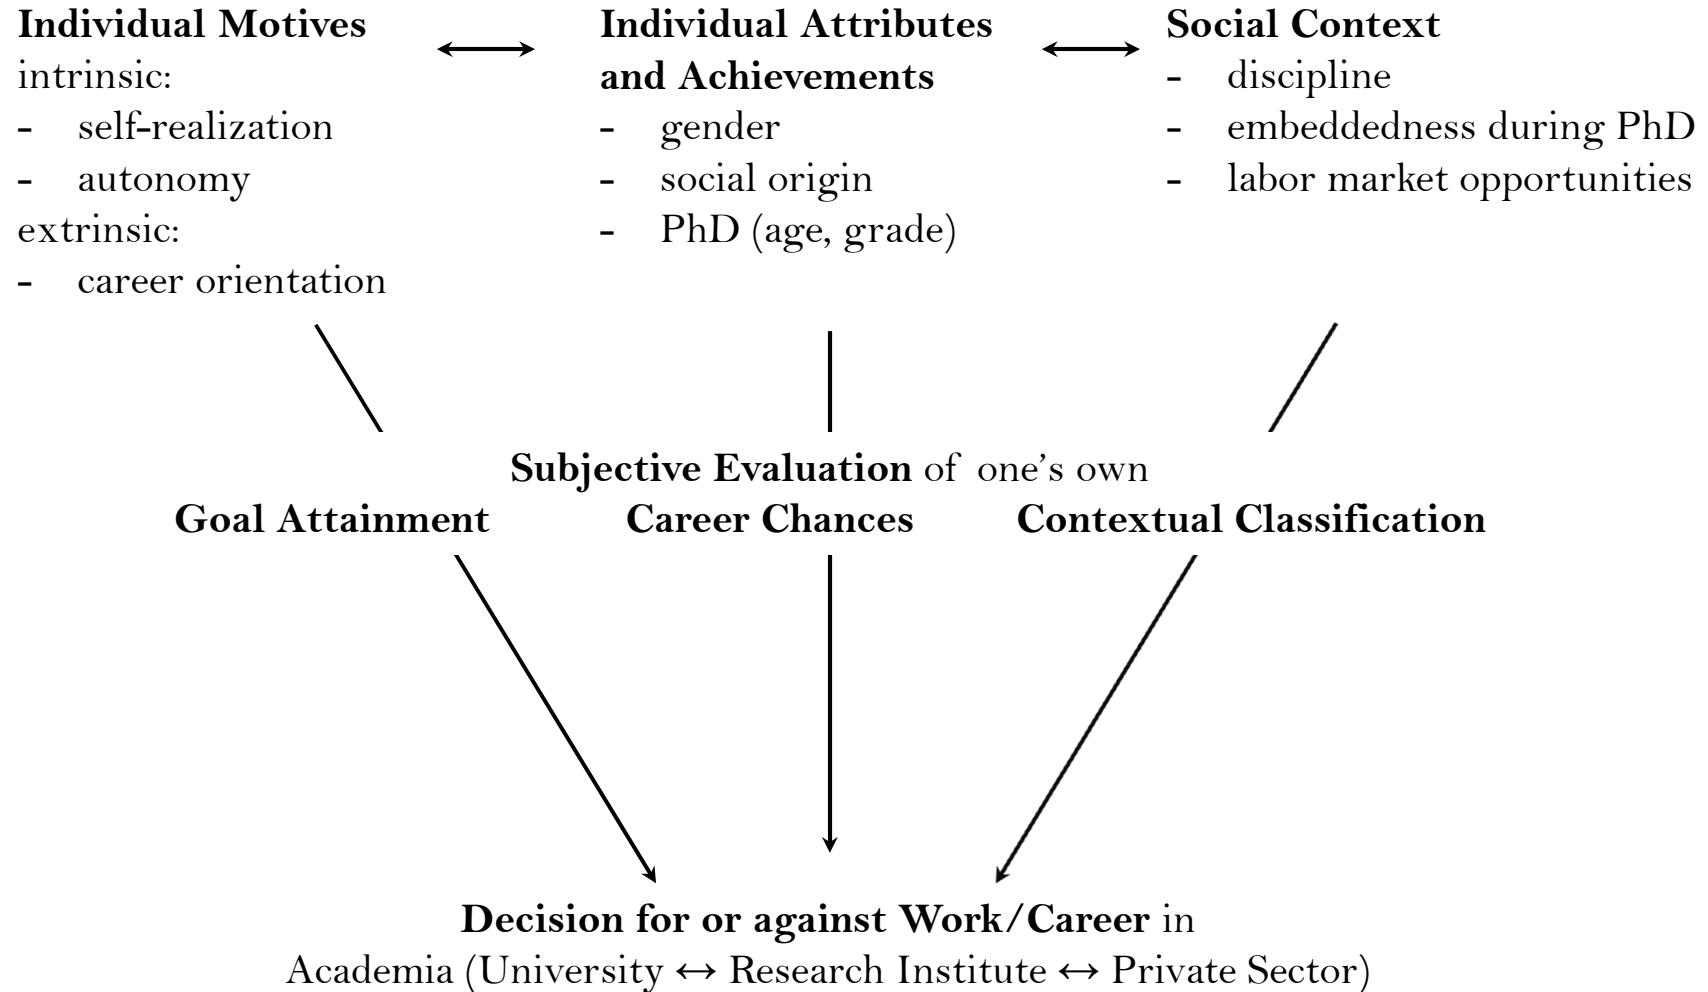 Individual Motives
intrinsic:
- self-realization
- autonomy
extrinsic:
- career orientation
Individual Attributes
and Achievements
- gender
- social origin
- PhD (age, grade)
Social Context
- discipline
- embeddedness during PhD
- labor market opportunities
Subjective Evaluation of one’s own
Goal Attainment
Career Chances
Contextual Classification
Decision for or against Work/Career in
Academia (University ↔ Research Institute ↔ Private Sector)